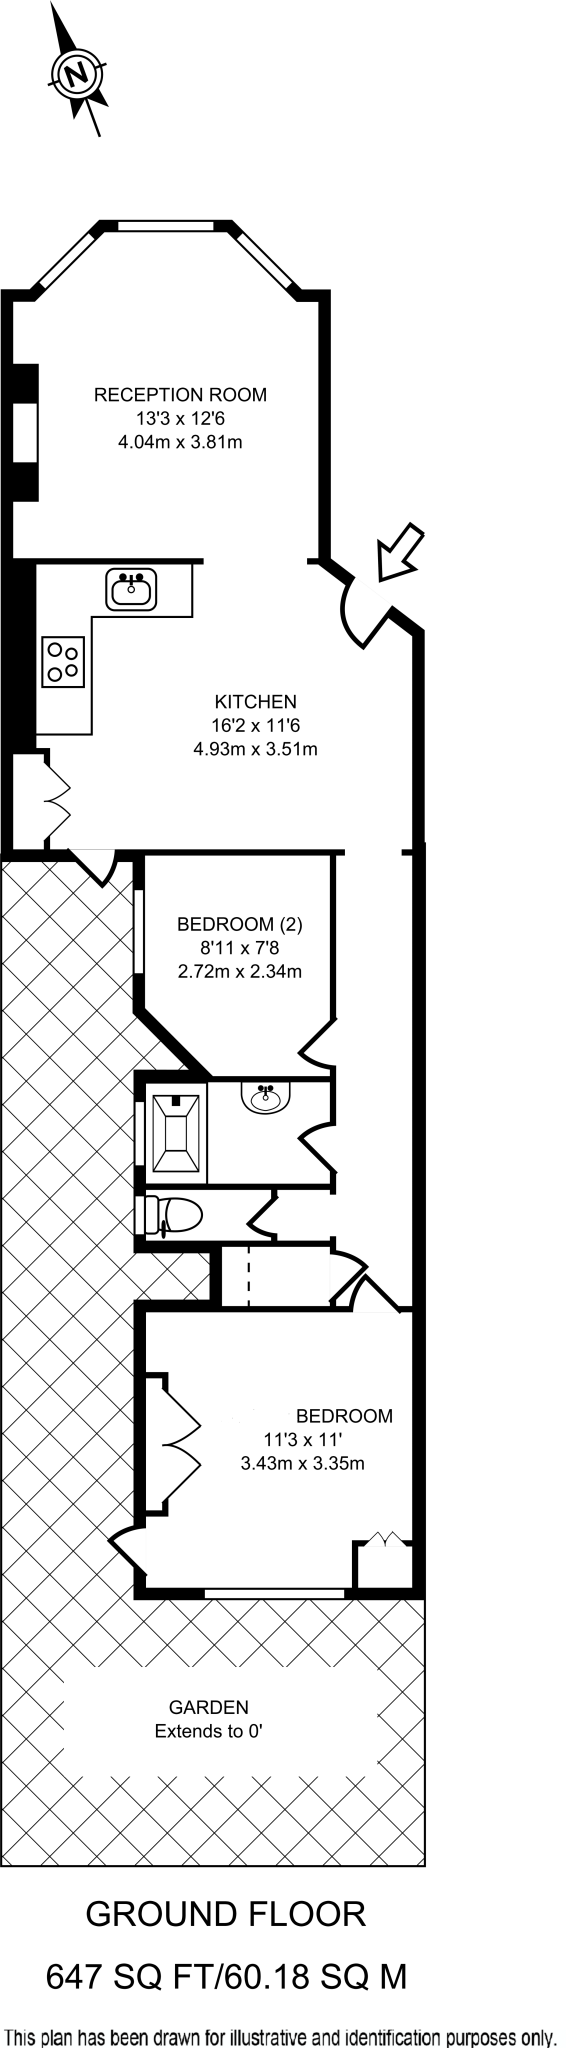 N
RECEPTION ROOM
13'3 x 12'6
4.04m x 3.81m
KITCHEN
16'2 x 11'6
4.93m x 3.51m
BEDROOM (2)
8'11 x 7'8
2.72m x 2.34m
BEDROOM
11'3 x 11'
3.43m x 3.35m
GARDEN
Extends to 0'
GROUND FLOOR
647 SQ FT/60.18 SQ M
This plan has been drawn for illustrative and identification purposes only.